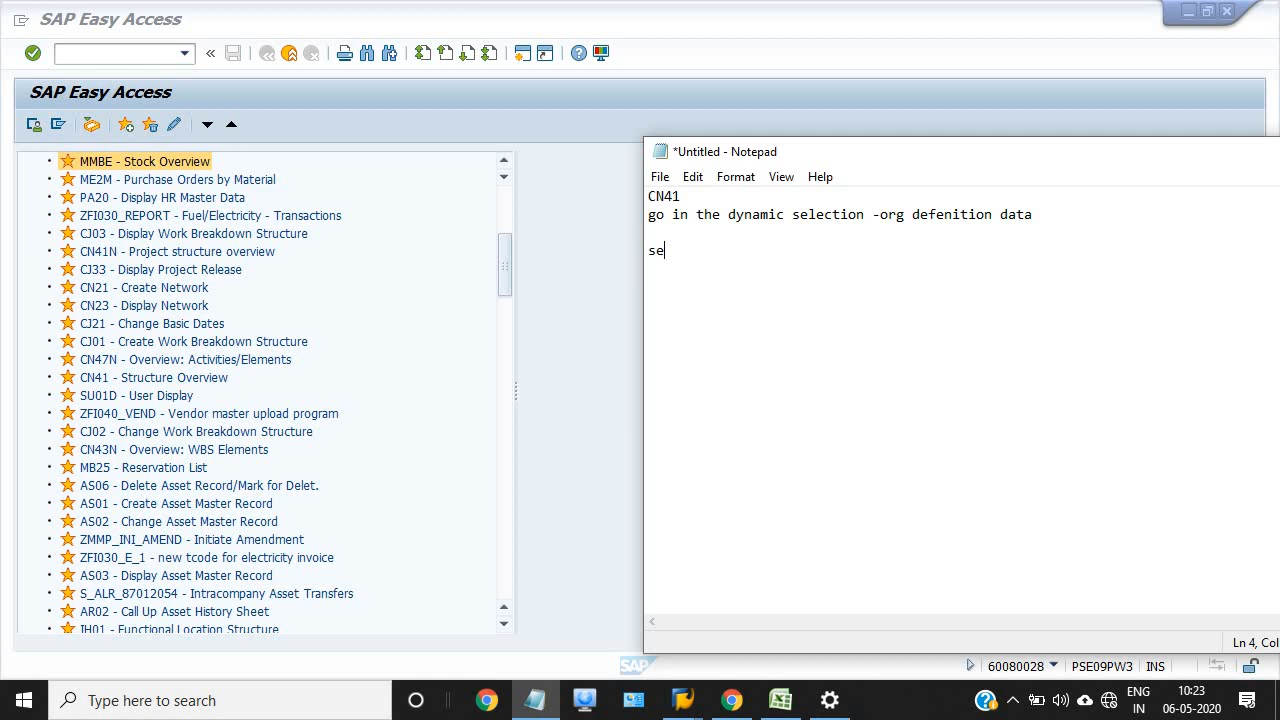 SAP Easy Access
SAP Easy Access
MMBE - Stock Overview
ME2M - Purchase Orders by Material
PA20 - Display HR Master Data
ZFI030_REPORT - Fuel/Electricity - Transactions
CJ03 - Display Work Breakdown Structure
CN41N - Project structure overview
CJ33 - Display Project Release
CN21 - Create Network
CN23 - Display Network
CJ21 - Change Basic Dates
CJ01 - Create Work Breakdown Structure
CN47N - Overview: Activities/Elements
CN41 - Structure Overview
SU01D - User Display
ZFI040_VEND - Vendor master upload program
CJ02 - Change Work Breakdown Structure
CN43N - Overview: WBS Elements
MB25 - Reservation List
AS06 - Delete Asset Record/Mark for Delet.
AS01 - Create Asset Master Record
AS02 - Change Asset Master Record
ZMMP_INI_AMEND - Initiate Amendment
ZFI030_E_1 - new tcode for electricity invoice
AS03 - Display Asset Master Record
S_ALR_87012054 - Intracompany Asset Transfers
AR02 - Call Up Asset History Sheet
IH01 - Functional Location Structure
*Untitled - Notepad
File Edit Format View Help
CN41
go in the dynamic selection -org defenition data
se
Ln 4, Col
SAP
60080028 PSE09PW3 INS
Type here to search
ENG
IN
10:23
06-05-2020